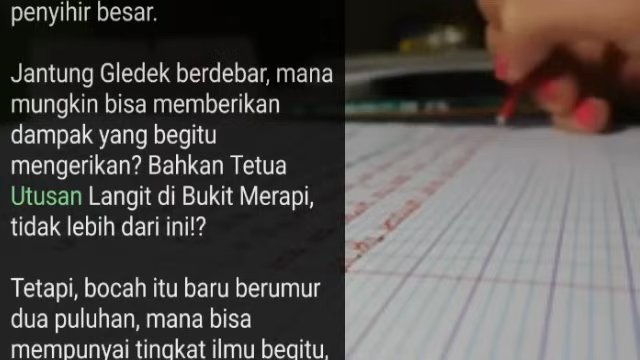 penyihir besar.
Jantung Gledek berdebar, mana
mungkin bisa memberikan
dampak yang begitu
mengerikan? Bahkan Tetua
Utusan Langit di Bukit Merapi,
tidak lebih dari ini!?
Tetapi, bocah itu baru berumur
dua puluhan, mana bisa
mempunyai tingkat ilmu begitu,